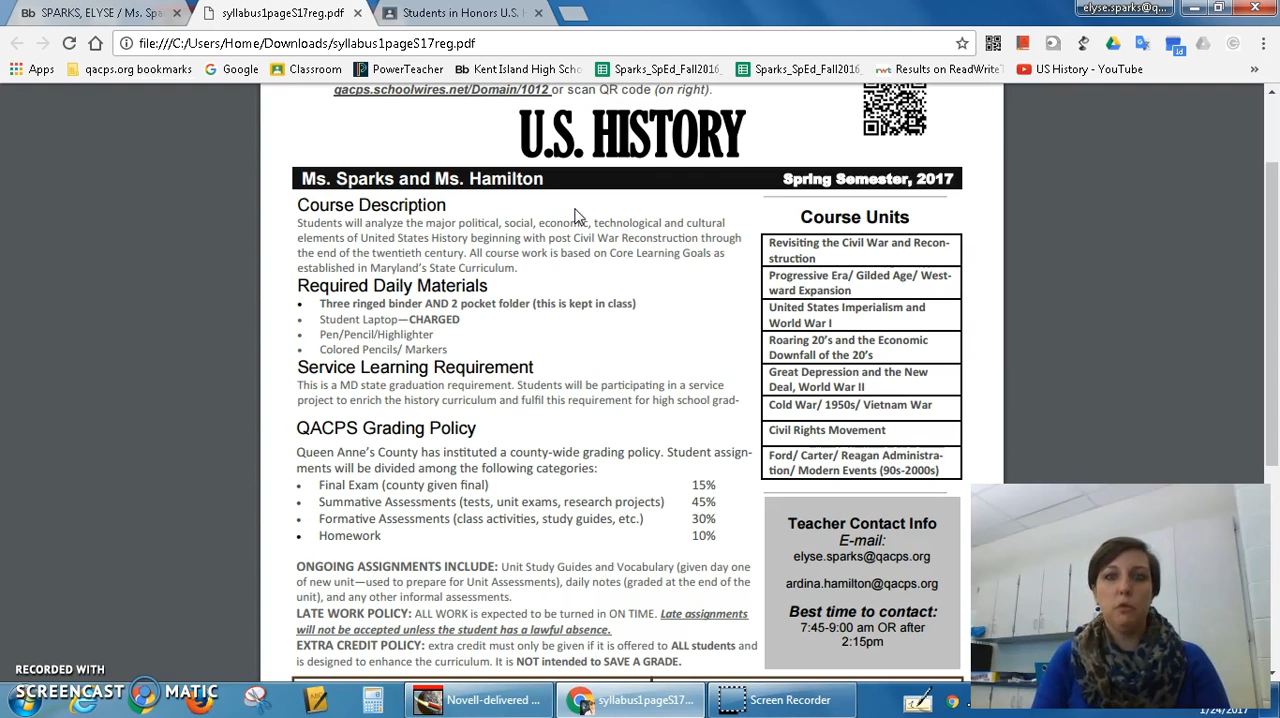 Bb SPARKS, ELYSE / Ms. Spa
syllabus1pageS17reg.pdf
Students in Honors U.S. H
elyse.sparks@q...
file:///C:/Users/Home/Downloads/syllabus1pageS17reg.pdf
Apps
qacps.org bookmarks
Google
Classroom
PowerTeacher
Bb Kent Island High Scho
Sparks_SpEd_Fall2016
Sparks_SpEd_Fall2016_
rwt Results on ReadWriteT
US History - YouTube
qacps.schoolwires.net/Domain/1012 or scan QR code (on right).
U.S. HISTORY
Ms. Sparks and Ms. Hamilton
Spring Semester, 2017
Course Description
Students will analyze the major political, social, economic, technological and cultural
elements of United States History beginning with post Civil War Reconstruction through
the end of the twentieth century. All course work is based on Core Learning Goals as
established in Maryland's State Curriculum.
Required Daily Materials
• Three ringed binder AND 2 pocket folder (this is kept in class)
• Student Laptop—CHARGED
• Pen/Pencil/Highlighter
• Colored Pencils/ Markers
Service Learning Requirement
This is a MD state graduation requirement. Students will be participating in a service
project to enrich the history curriculum and fulfil this requirement for high school grad-
QACPS Grading Policy
Queen Anne's County has instituted a county-wide grading policy. Student assign-
ments will be divided among the following categories:
• Final Exam (county given final) 15%
• Summative Assessments (tests, unit exams, research projects) 45%
• Formative Assessments (class activities, study guides, etc.) 30%
• Homework 10%
ONGOING ASSIGNMENTS INCLUDE: Unit Study Guides and Vocabulary (given day one
of new unit—used to prepare for Unit Assessments), daily notes (graded at the end of the
unit), and any other informal assessments.
LATE WORK POLICY: ALL WORK is expected to be turned in ON TIME. Late assignments
will not be accepted unless the student has a lawful absence.
EXTRA CREDIT POLICY: extra credit must only be given if it is offered to ALL students and
is designed to enhance the curriculum. It is NOT intended to SAVE A GRADE.
Course Units
Revisiting the Civil War and Recon-
struction
Progressive Era/ Gilded Age/ West-
ward Expansion
United States Imperialism and
World War I
Roaring 20's and the Economic
Downfall of the 20's
Great Depression and the New
Deal, World War II
Cold War/ 1950s/ Vietnam War
Civil Rights Movement
Ford/ Carter/ Reagan Administra-
tion/ Modern Events (90s-2000s)
Teacher Contact Info
E-mail:
elyse.sparks@qacps.org
ardina.hamilton@qacps.org
Best time to contact:
7:45-9:00 am OR after
2:15pm
RECORDED WITH
SCREENCAST MATIC
Novell-delivered ...
syllabus1pageS17...
Screen Recorder
1/24/2017